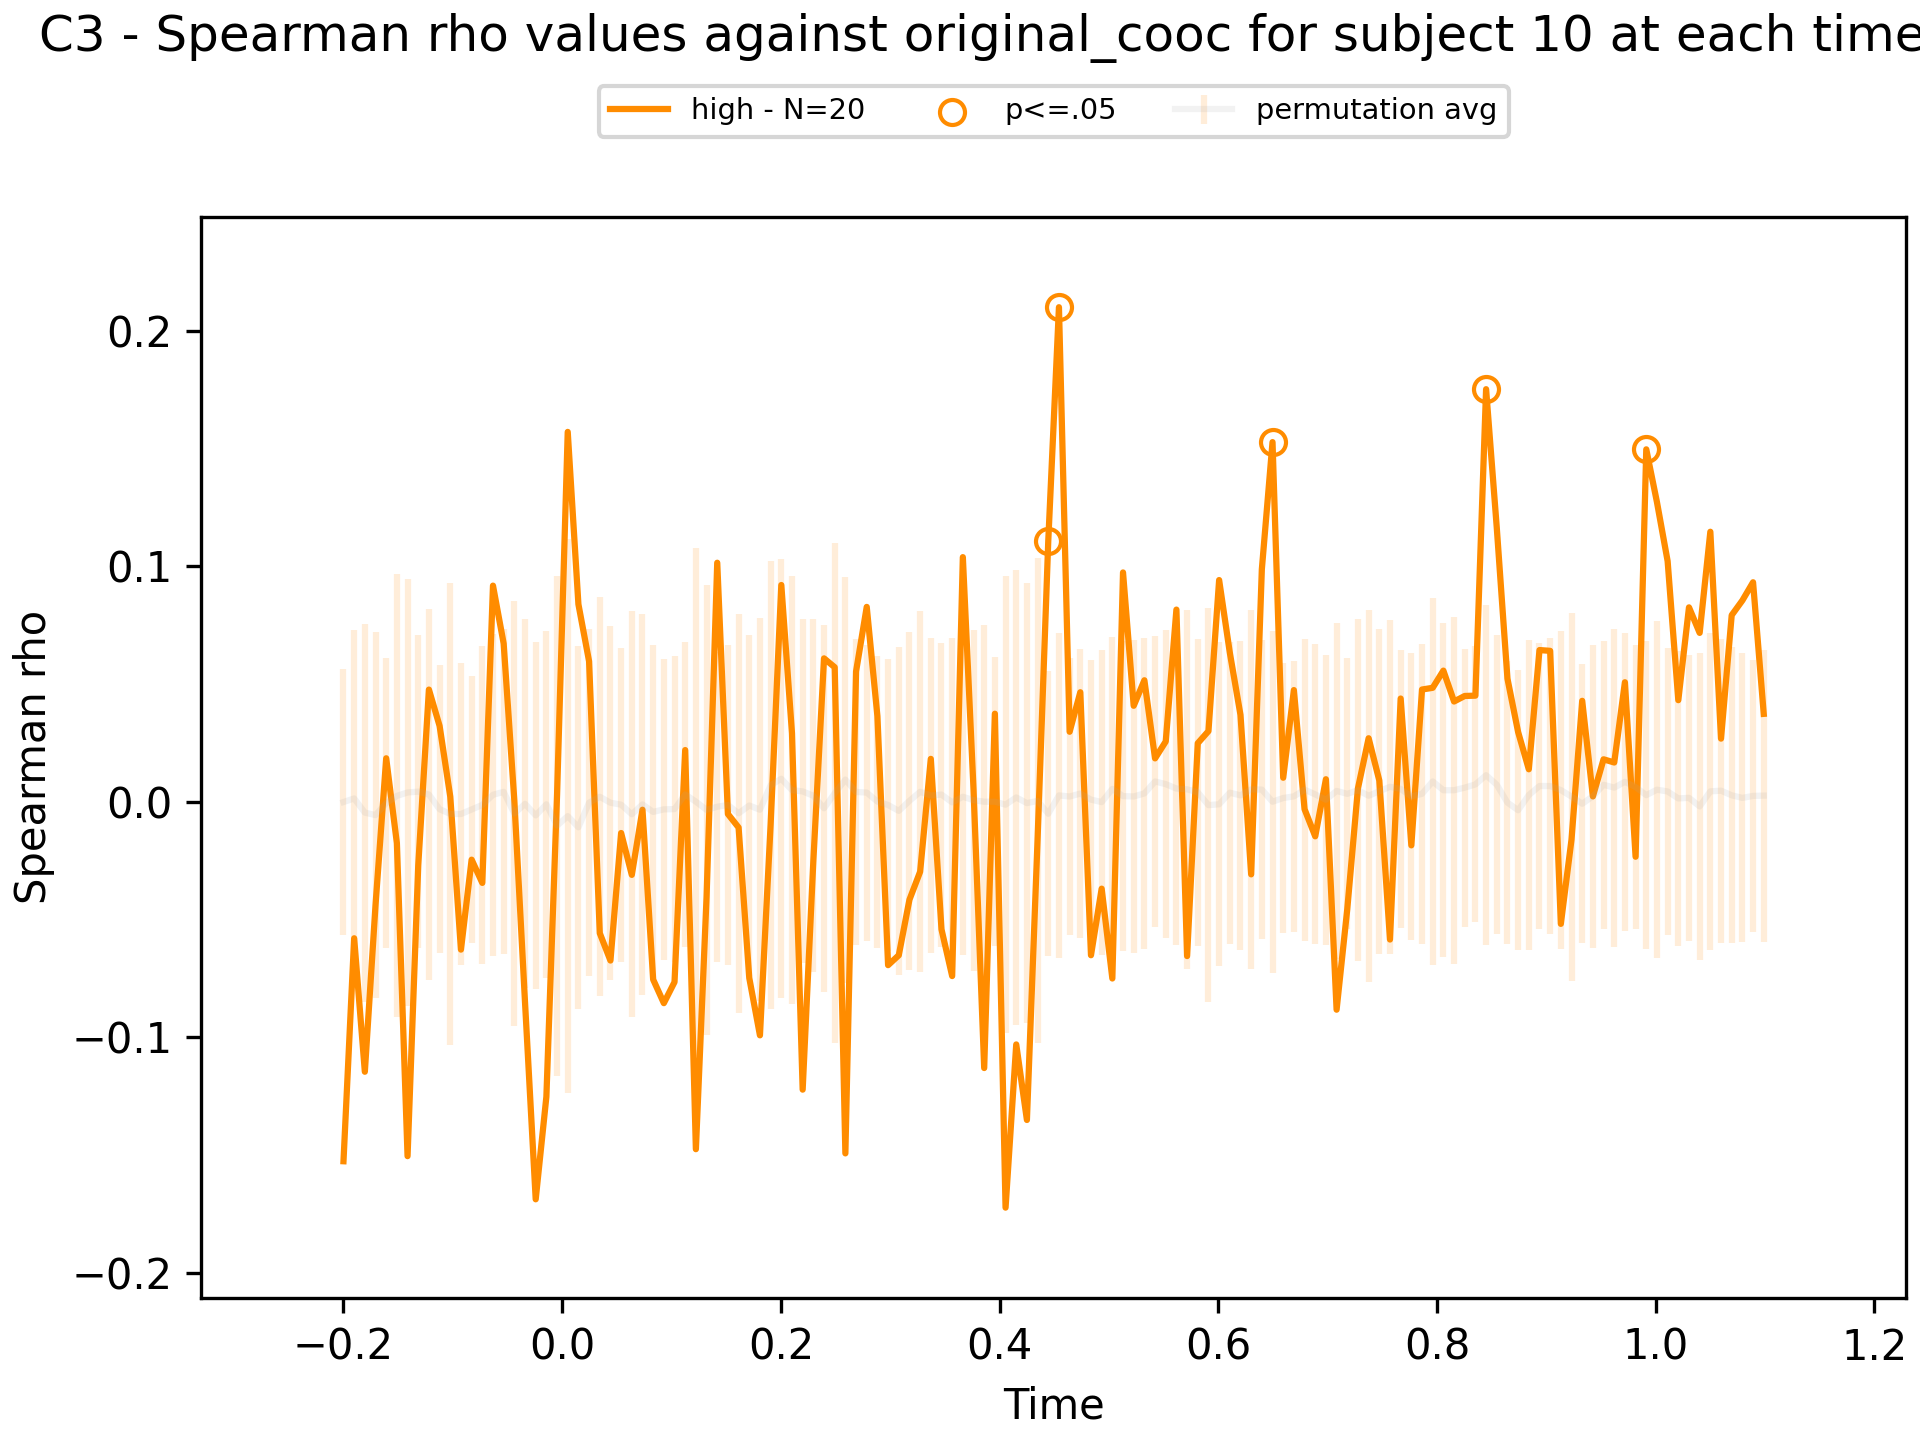 C3 - Spearman rho values against original_cooc for subject 10 at each time
high - N=20
p<=.05
permutation avg
0.2
0.1
0.0
−0.1
−0.2
Spearman rho
−0.2
0.0
0.2
0.4
0.6
0.8
1.0
1.2
Time